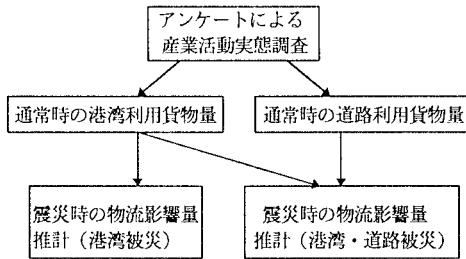 アンケートによる
産業活動実態調査
通常時の港湾利用貨物量
通常時の道路利用貨物量
震災時の物流影響量
推計（港湾被災）
震災時の物流影響量
推計（港湾・道路被災）